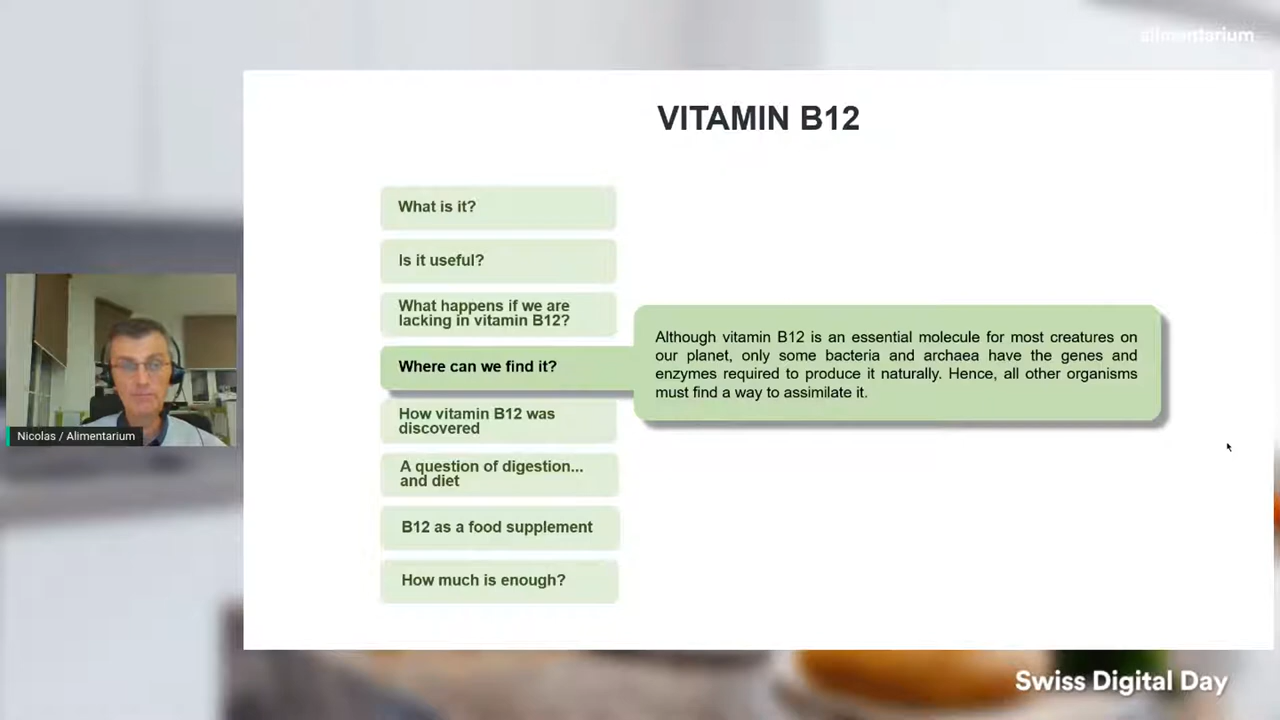 alimentarium
VITAMIN B12
What is it?
Is it useful?
What happens if we are
lacking in vitamin B12?
Where can we find it?
Although vitamin B12 is an essential molecule for most creatures on
our planet, only some bacteria and archaea have the genes and
enzymes required to produce it naturally. Hence, all other organisms
must find a way to assimilate it.
How vitamin B12 was
discovered
A question of digestion...
and diet
B12 as a food supplement
How much is enough?
Nicolas / Alimentarium
Swiss Digital Day